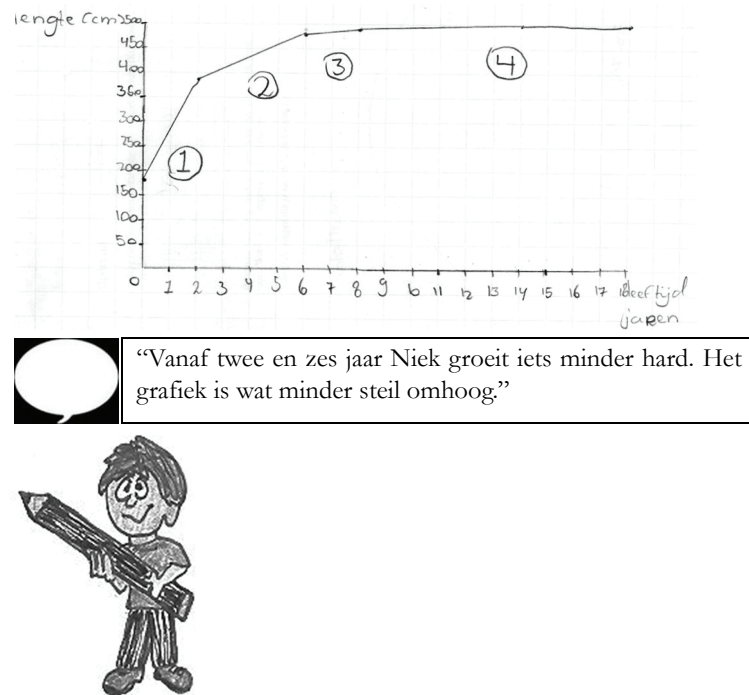 lengte (cm) 500
450
400
360
300
250
200
150
100
50
1
2
3
4
0 1 2 3 4 5 6 7 8 9 10 11 12 13 14 15 16 17 18 leeftijd
jaren
“Vanaf twee en zes jaar Niek groeit iets minder hard. Het
grafiek is wat minder steil omhoog.”